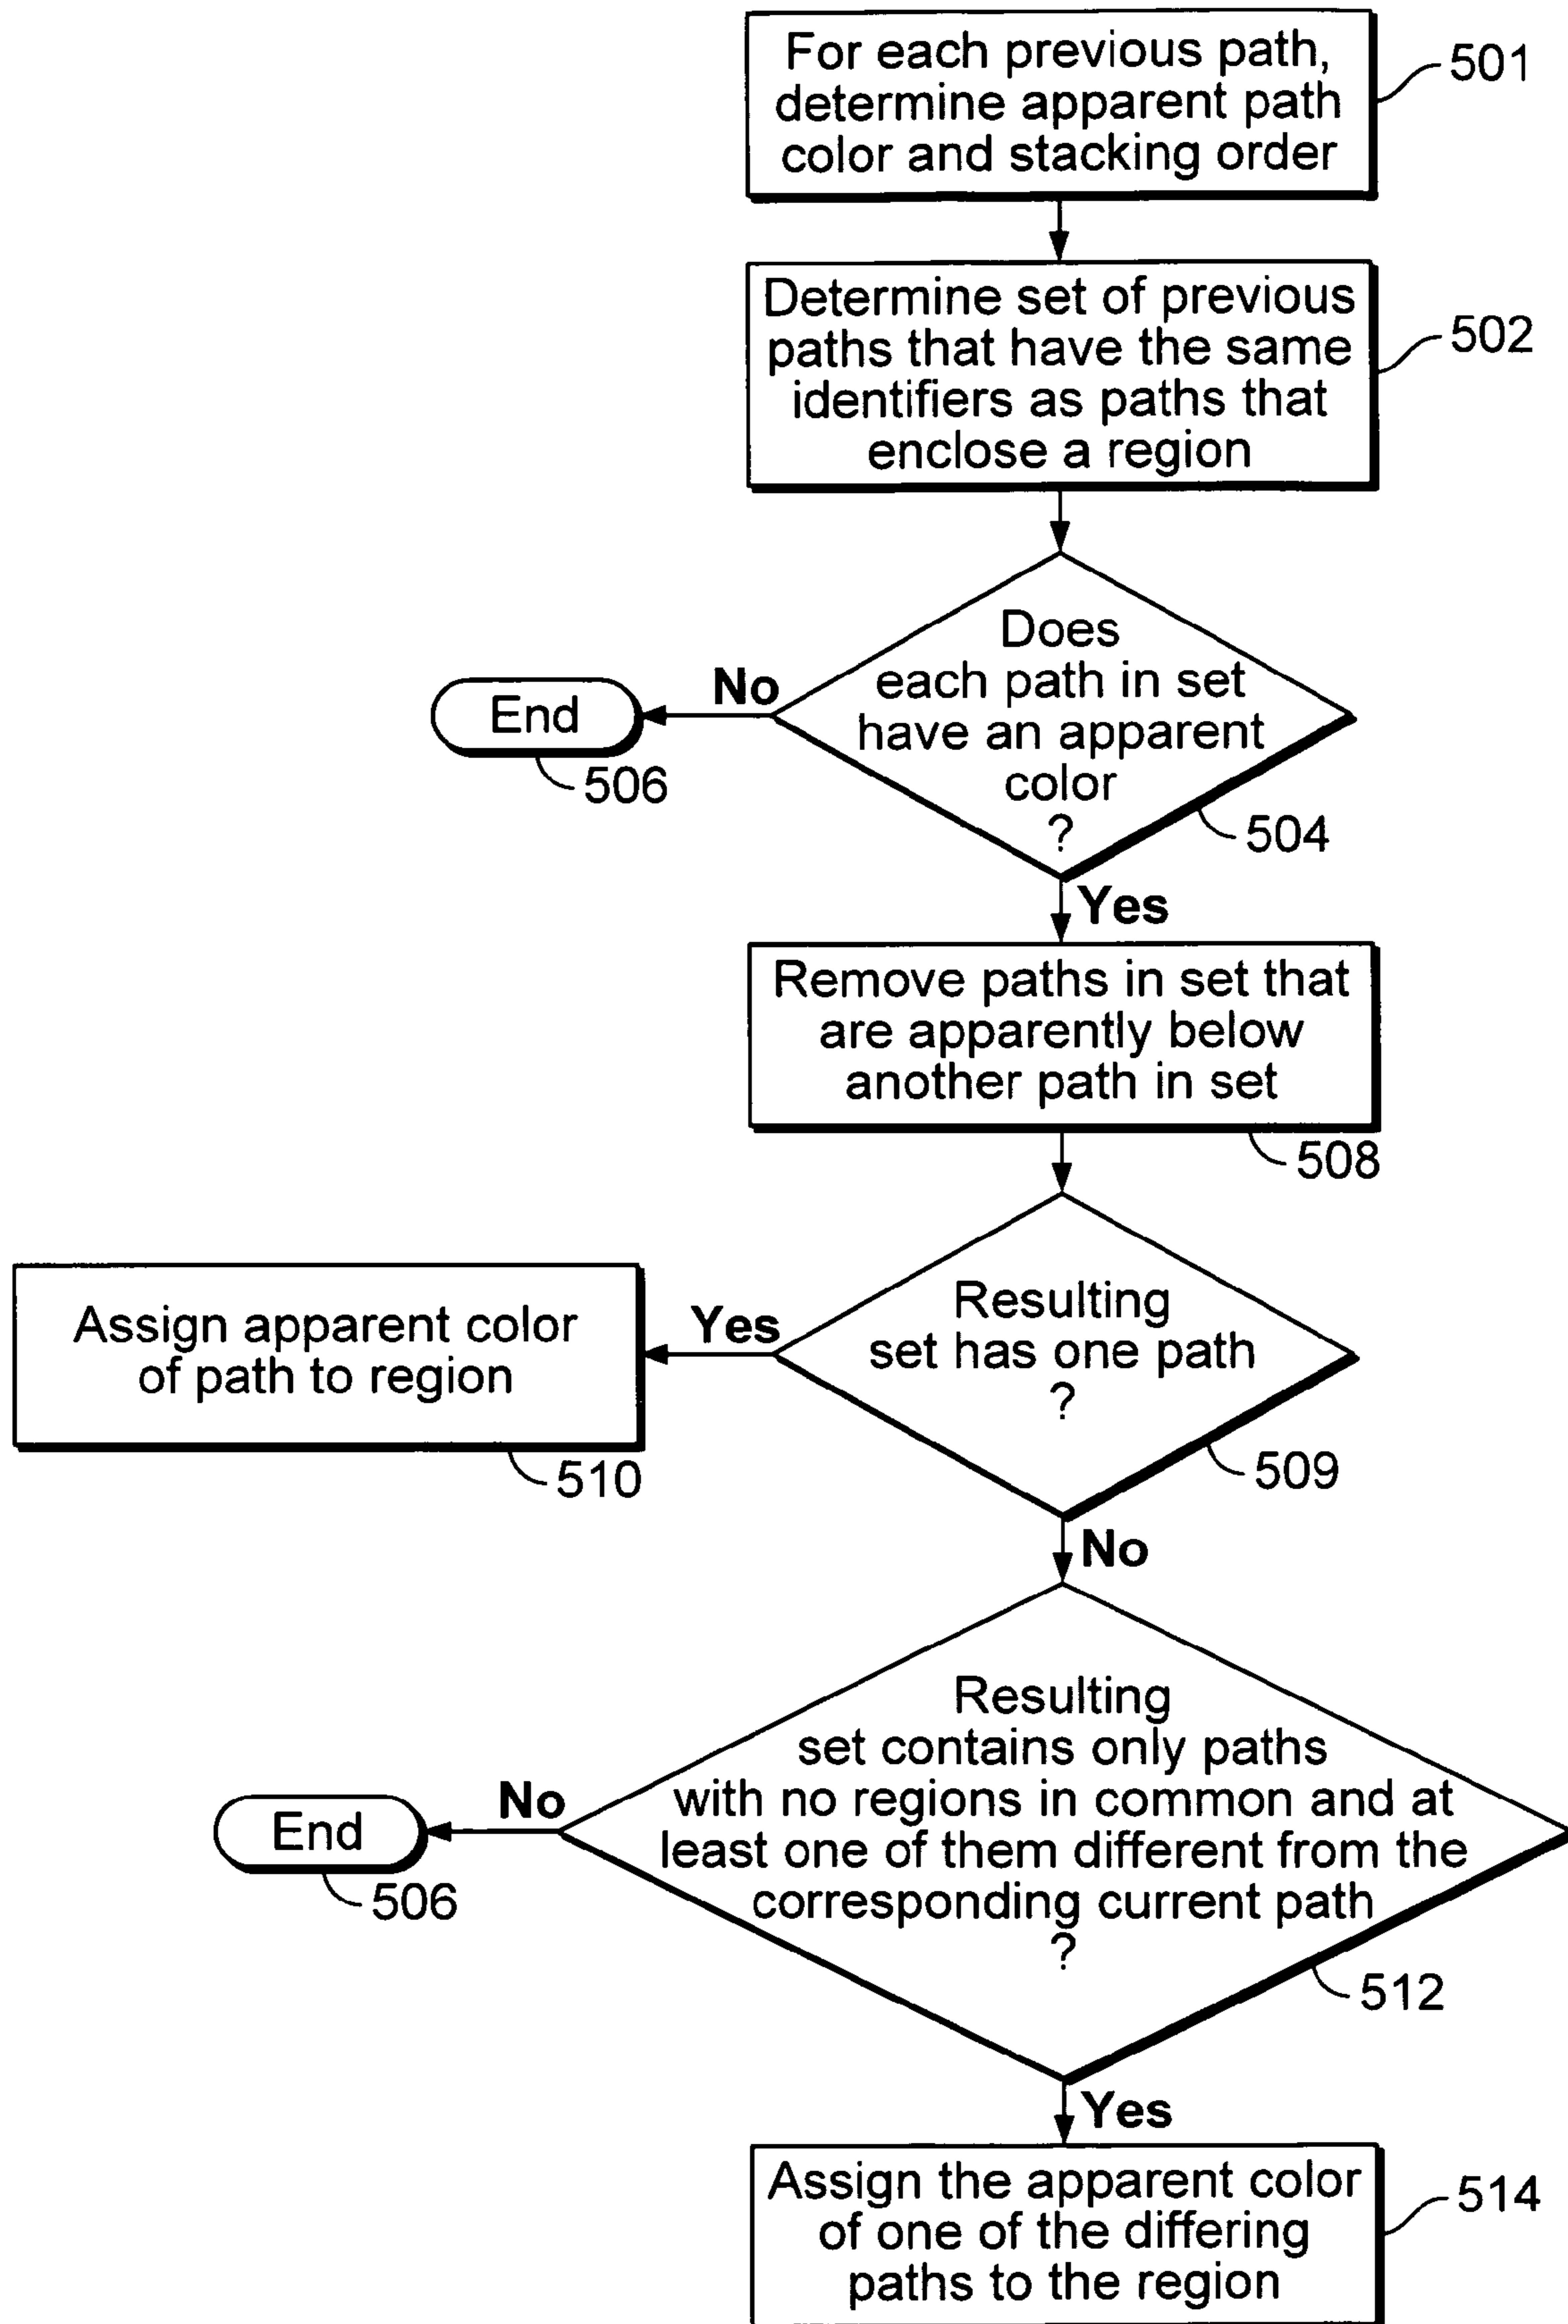 For each previous path,
determine apparent path
color and stacking order
501
Determine set of previous
paths that have the same
identifiers as paths that
enclose a region
502
Does
each path in set
have an apparent
color
?
504
No
End
506
Yes
Remove paths in set that
are apparently below
another path in set
508
Resulting
set has one path
?
509
Yes
Assign apparent color
of path to region
510
No
Resulting
set contains only paths
with no regions in common and at
least one of them different from the
corresponding current path
?
512
No
End
506
Yes
Assign the apparent color
of one of the differing
paths to the region
514